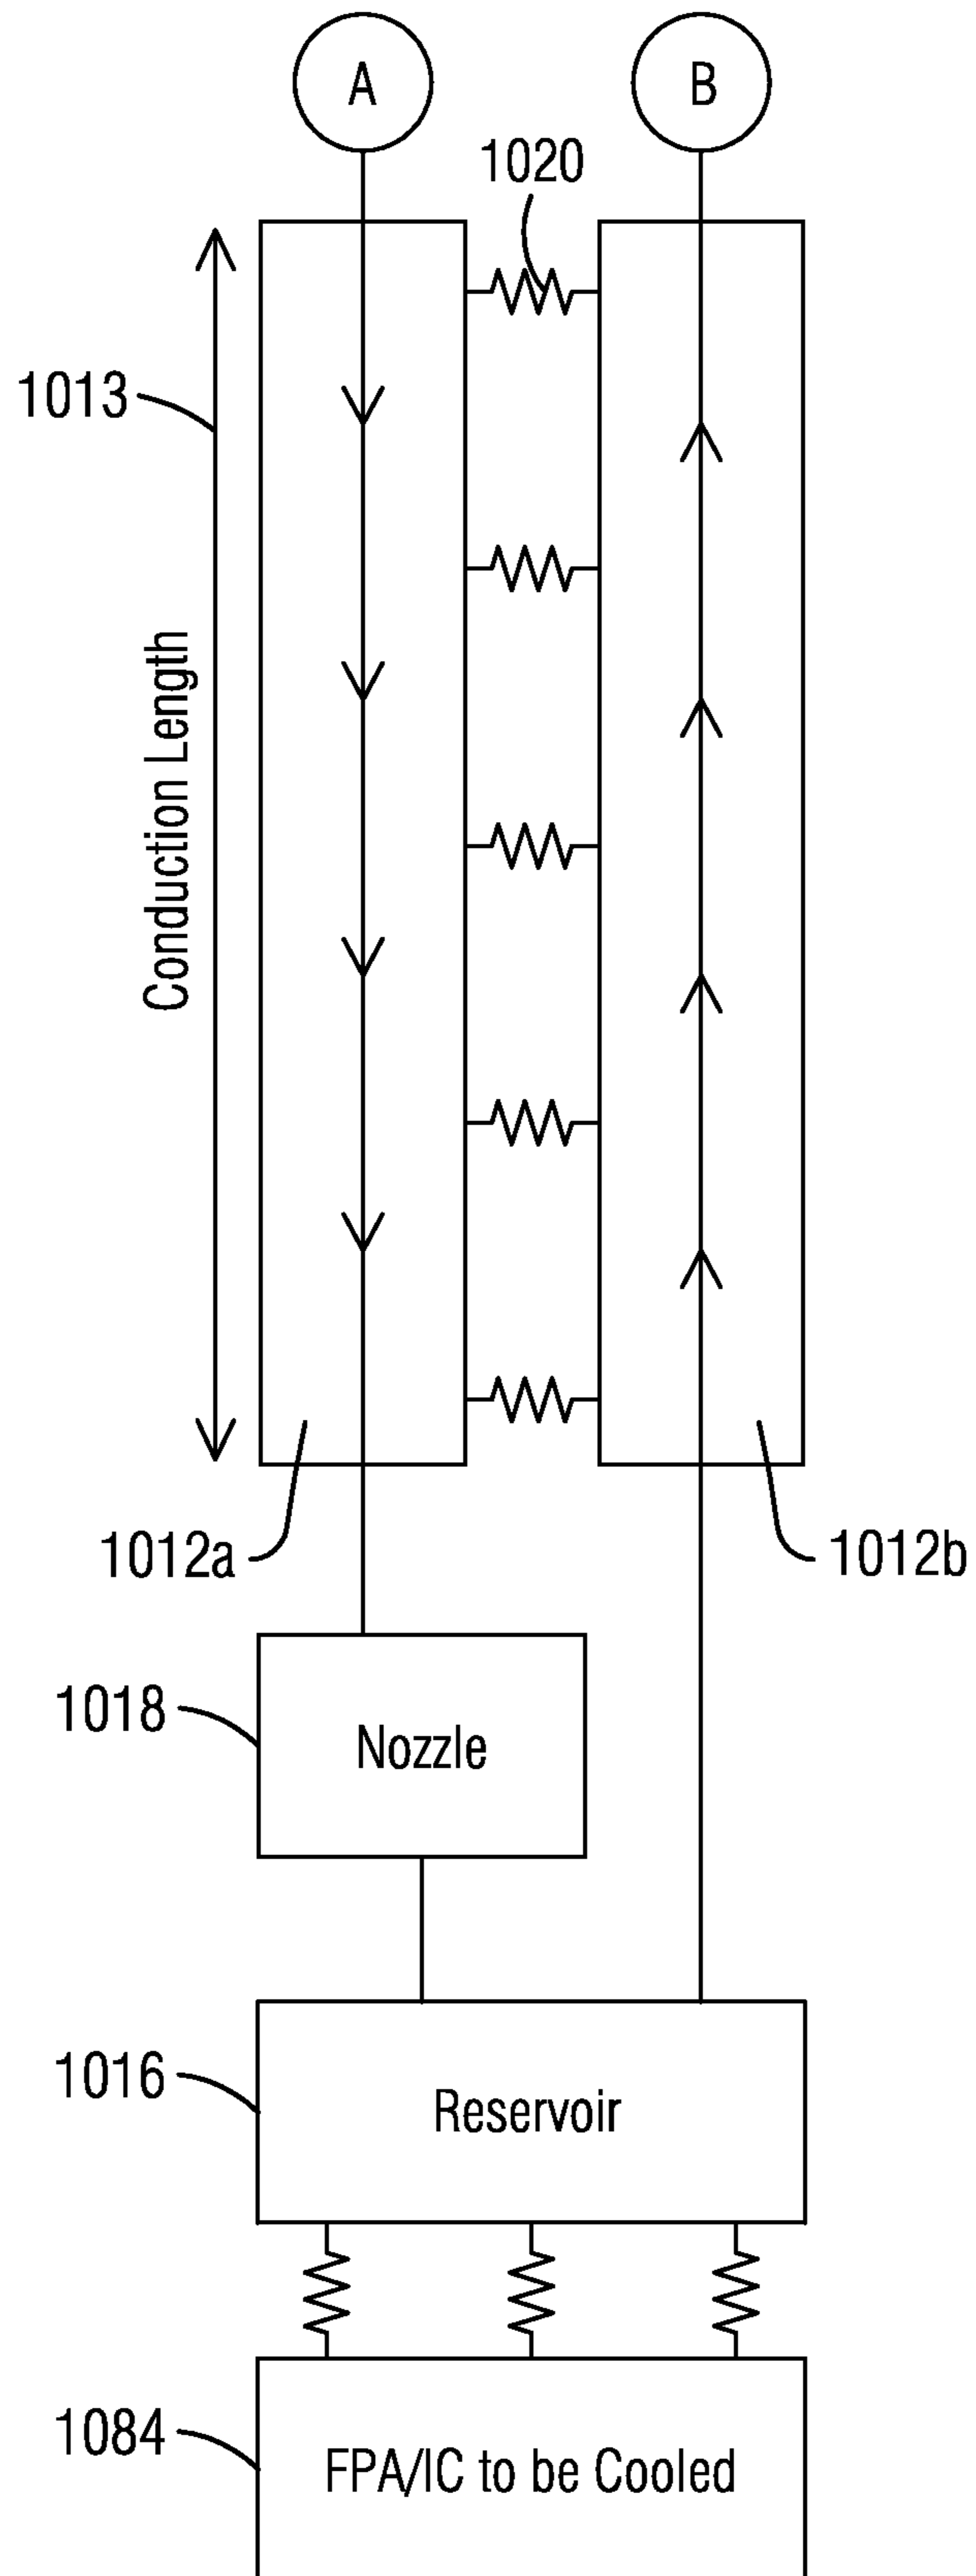 A
B
1020
1013
Conduction Length
1012a
1012b
1018
Nozzle
1016
Reservoir
1084
FPA/IC to be Cooled